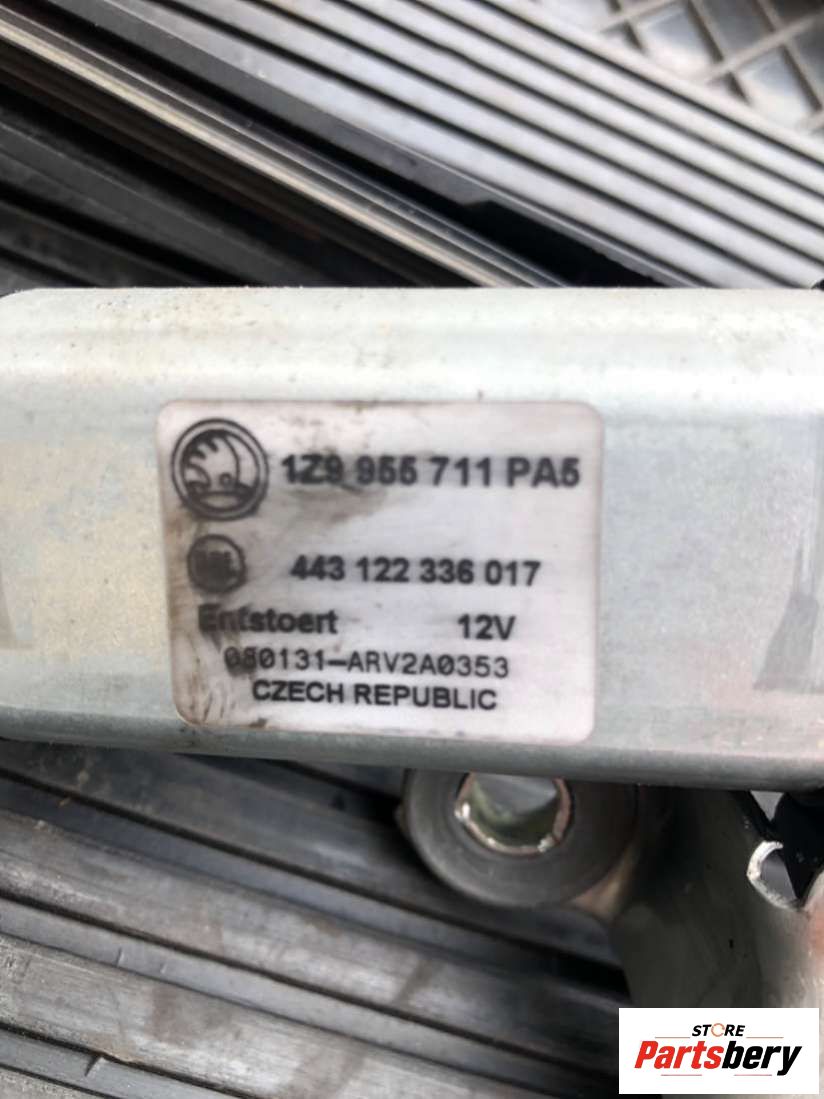 1Z9 955 711 PA5
443 122 336 017
Entstoert 12V
080131-ARV2A0353
CZECH REPUBLIC
STORE
Partsbery